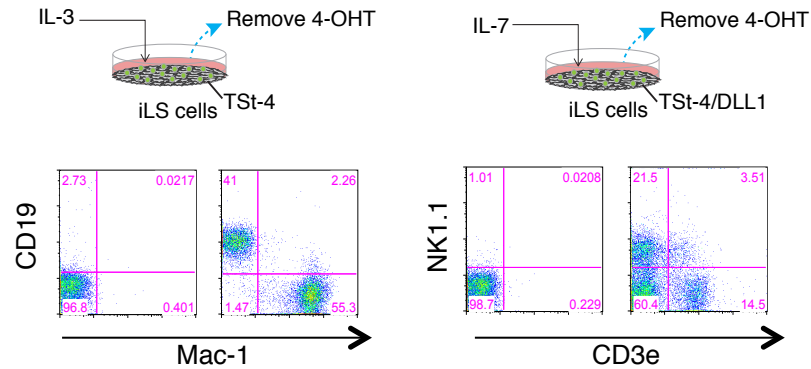 IL-3
Remove 4-OHT
iLS cells
TSt-4
IL-7
Remove 4-OHT
iLS cells
TSt-4/DLL1
CD19
2.73
0.0217
96.8
0.401
41
2.26
1.47
55.3
Mac-1
NK1.1
1.01
0.0208
98.7
0.229
21.5
3.51
60.4
14.5
CD3e